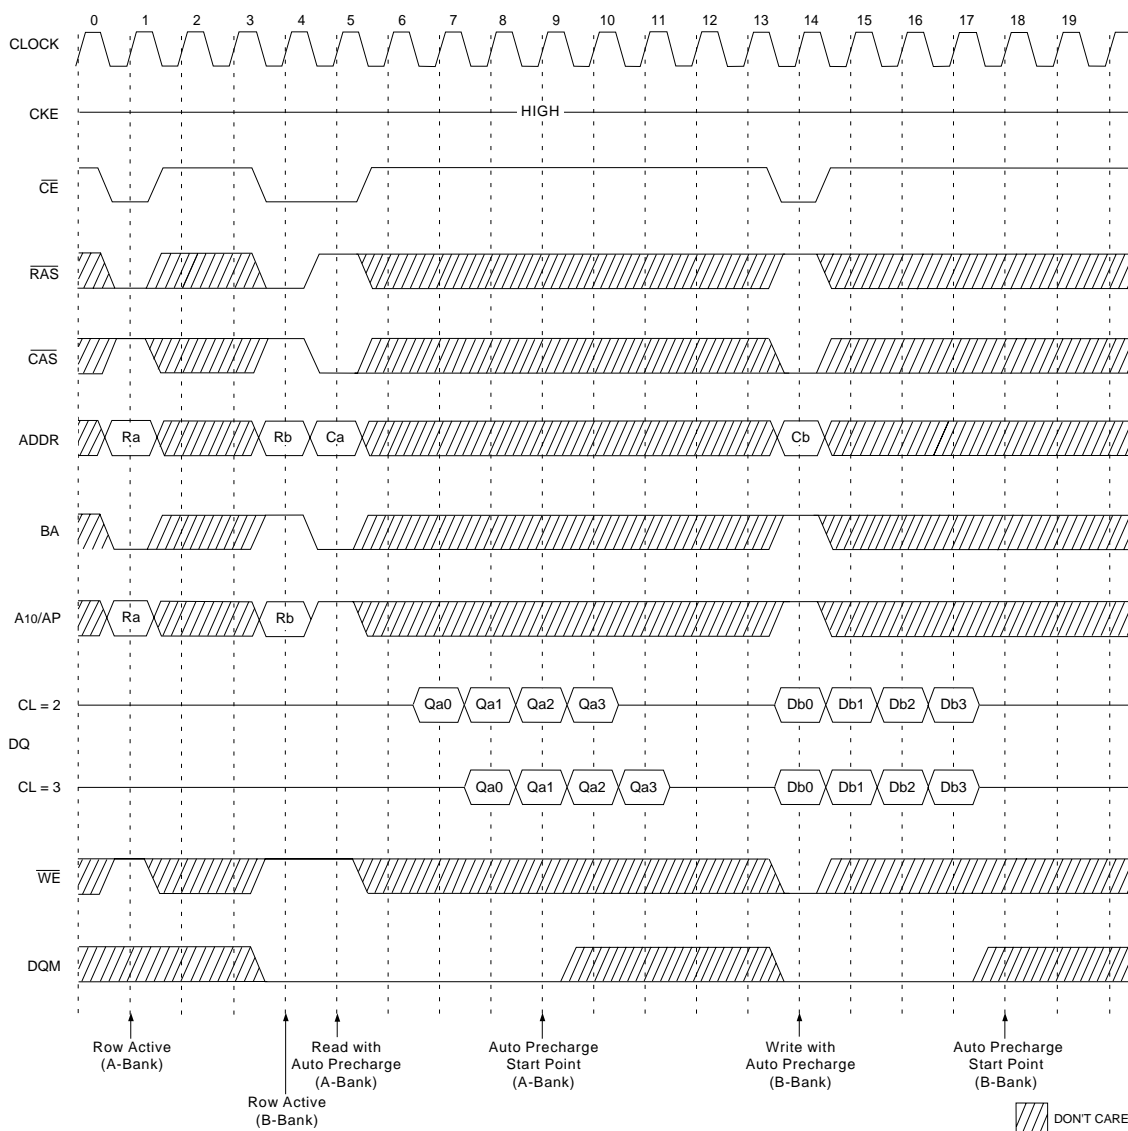 0 1 2 3 4 5 6 7 8 9 10 11 12 13 14 15 16 17 18 19
CLOCK
CKE
HIGH
CE
RAS
CAS
ADDR
Ra Rb Ca Cb
BA
A10/AP
Ra Rb
CL = 2
Qa0 Qa1 Qa2 Qa3 Db0 Db1 Db2 Db3
DQ
CL = 3
Qa0 Qa1 Qa2 Qa3 Db0 Db1 Db2 Db3
WE
DQM
Row Active
(A-Bank)
Row Active
(B-Bank)
Read with
Auto Precharge
(A-Bank)
Auto Precharge
Start Point
(A-Bank)
Write with
Auto Precharge
(B-Bank)
Auto Precharge
Start Point
(B-Bank)
DON'T CARE